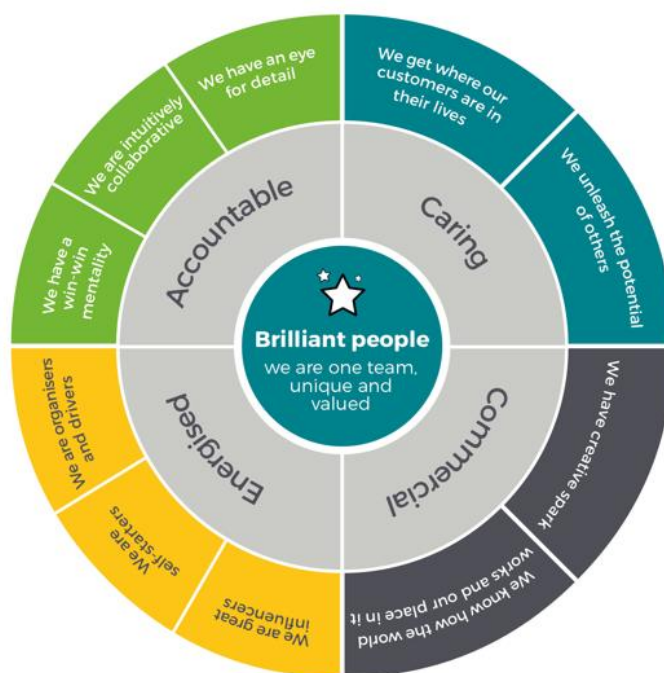 Brilliant people
we are one team,
unique and
valued
Accountable
We have a
win-win
mentality
We are intuitively
collaborative
We have an eye
for detail
Caring
We get where our
customers are in
their lives
We unleash the potential
of others
Commercial
We have creative spark
We know how the world
works and our place in it
Energised
We are great
influencers
We are
self-starters
We are organisers
and drivers